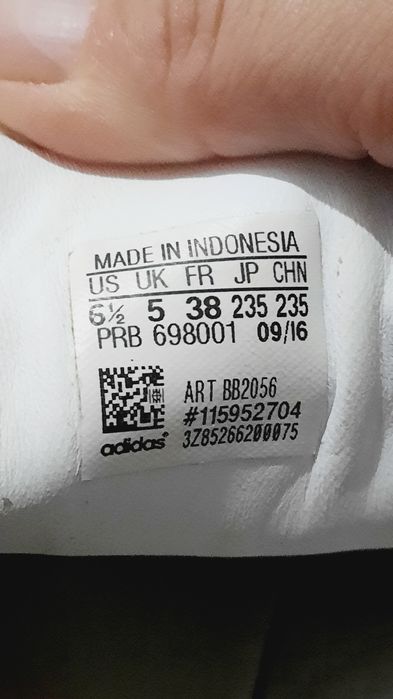 MADE IN INDONESIA
US UK FR JP CHN
6½ 5 38 235 235
PRB 698001 09/16
ART BB2056
#115952704
3Z85266200075
adidas